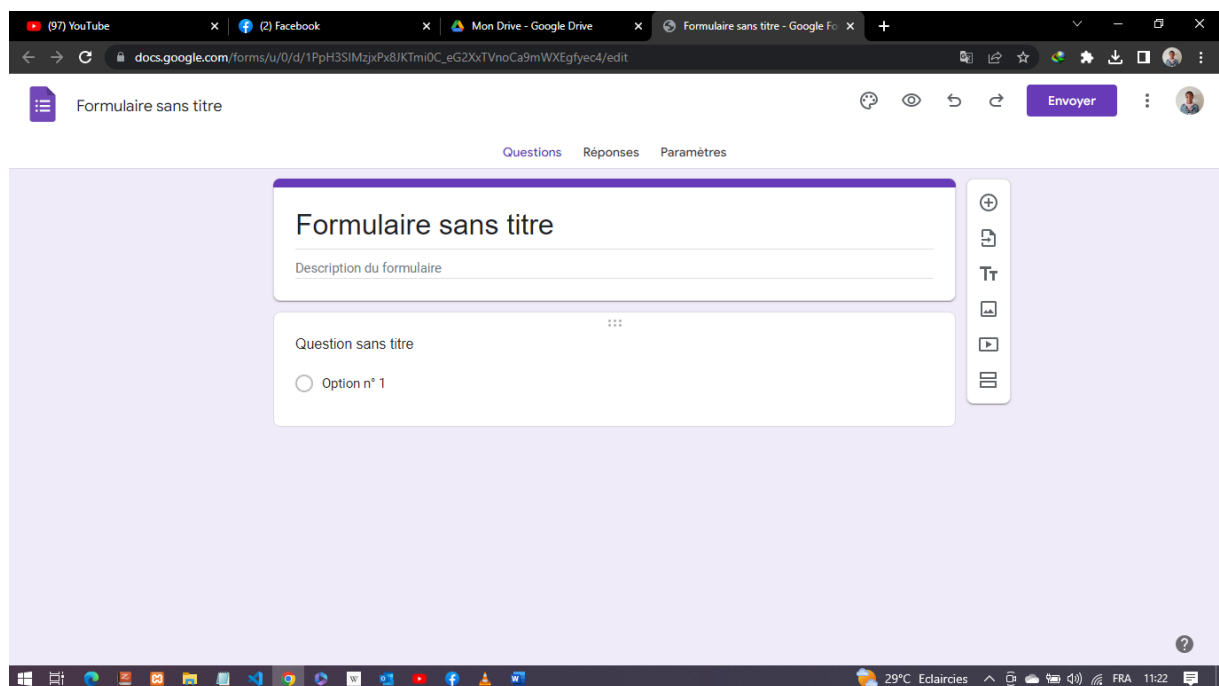 (97) YouTube
(2) Facebook
Mon Drive - Google Drive
Formulaire sans titre - Google Fo
docs.google.com/forms/u/0/d/1PpH3SIMzjxPx8JKTmi0C_eG2XxTVnoCa9mWXEgfyec4/edit
Formulaire sans titre
Envoyer
Questions Réponses Paramètres
Formulaire sans titre
Description du formulaire
Question sans titre
Option n° 1
29°C Eclaircies FRA 11:22